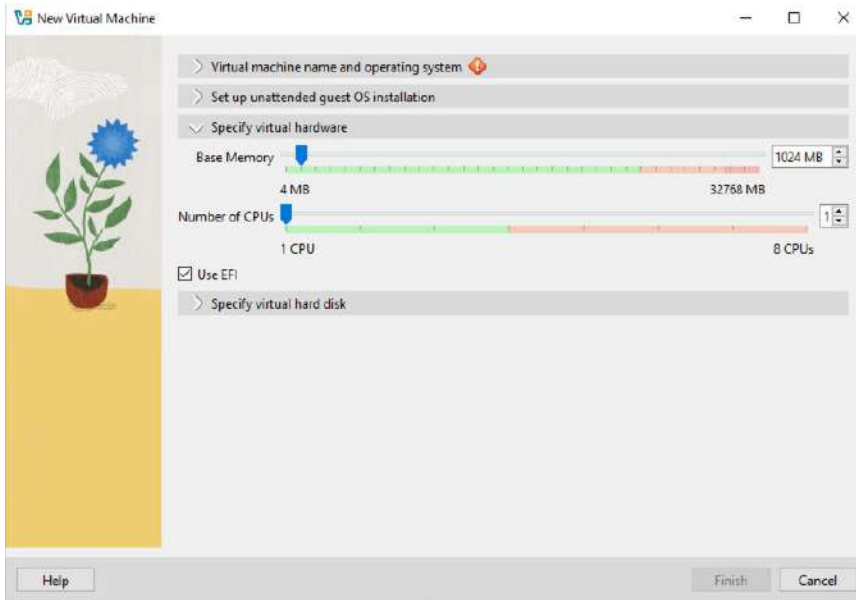 New Virtual Machine
Virtual machine name and operating system
Set up unattended guest OS installation
Specify virtual hardware
Base Memory 1024 MB
4 MB 32768 MB
Number of CPUs 1
1 CPU 8 CPUs
Use EFI
Specify virtual hard disk
Help Finish Cancel